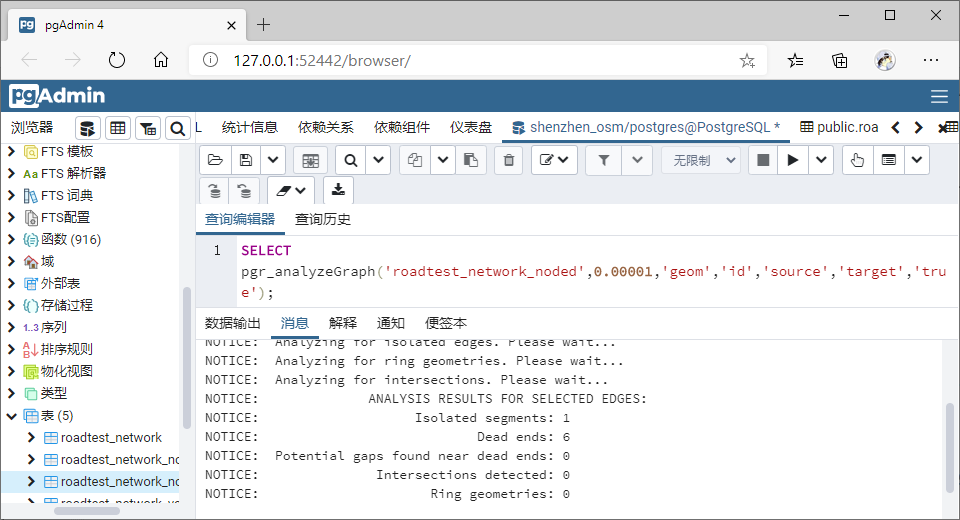 pgAdmin 4
127.0.0.1:52442/browser/
pgAdmin
浏览器
L 统计信息 依赖关系 依赖组件 仪表盘 shenzhen_osm/postgres@PostgreSQL * public.roa
FTS 模板
Aa FTS 解析器
FTS 词典
FTS配置
函数 (916)
域
外部表
存储过程
1..3 序列
排序规则
物化视图
类型
表 (5)
roadtest_network
roadtest_network_no
roadtest_network_no
无限制
查询编辑器 查询历史
1 SELECT
pgr_analyzeGraph('roadtest_network_noded',0.00001,'geom','id','source','target','tru
e');
数据输出 消息 解释 通知 便签本
NOTICE: Analyzing for isolated edges. Please wait...
NOTICE: Analyzing for ring geometries. Please wait...
NOTICE: Analyzing for intersections. Please wait...
NOTICE: ANALYSIS RESULTS FOR SELECTED EDGES:
NOTICE: Isolated segments: 1
NOTICE: Dead ends: 6
NOTICE: Potential gaps found near dead ends: 0
NOTICE: Intersections detected: 0
NOTICE: Ring geometries: 0